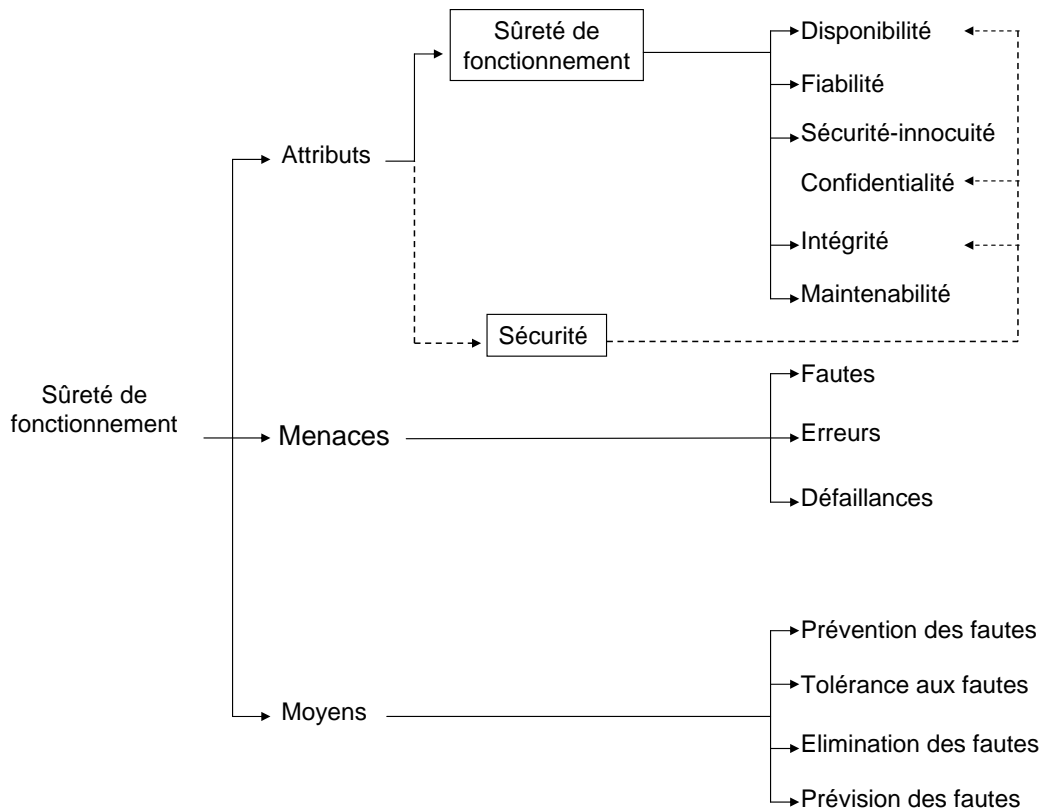 Sûreté de
fonctionnement
Disponibilité
Fiabilité
Sécurité-innocuité
Attributs
Confidentialité
Intégrité
Maintenabilité
Sécurité
Sûreté de
fonctionnement
Fautes
Menaces
Erreurs
Défaillances
Prévention des fautes
Tolérance aux fautes
Moyens
Elimination des fautes
Prévision des fautes